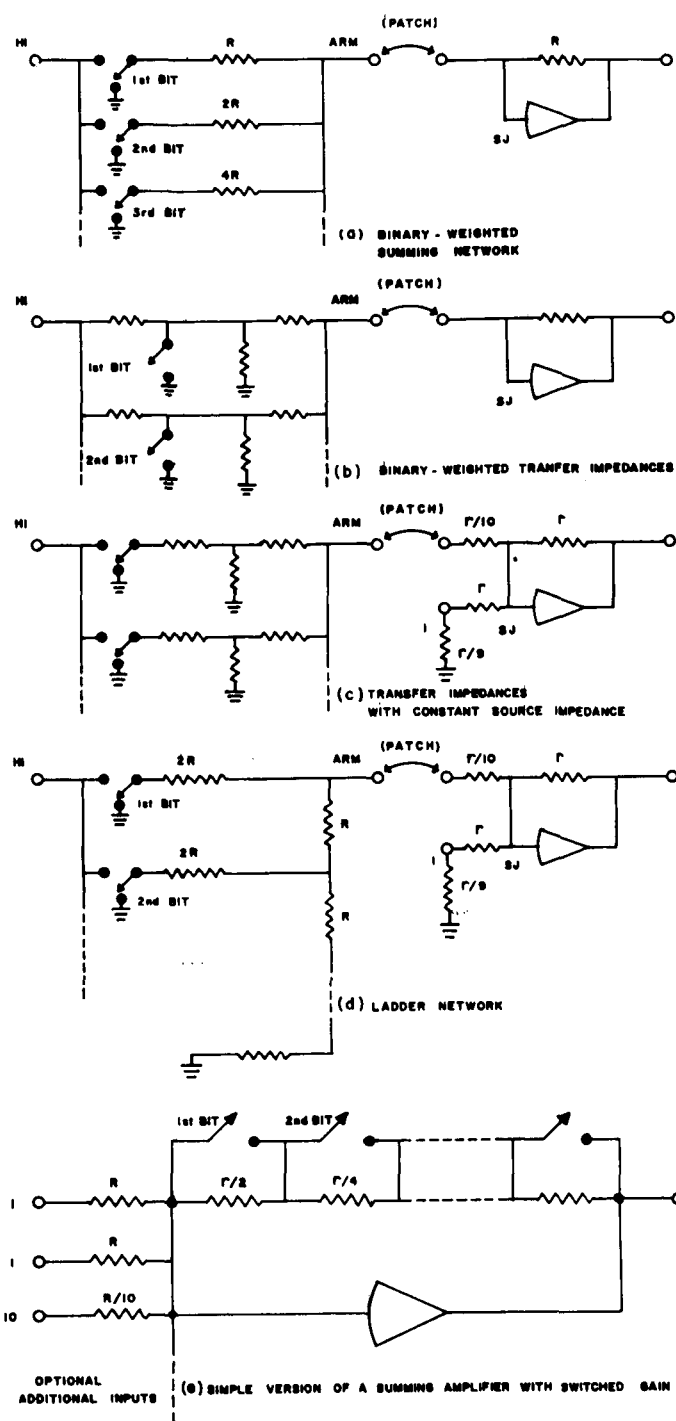 (PATCH)
HI
R
ARM
R
1st BIT
2R
2nd BIT
SJ
4R
3rd BIT
(a) BINARY - WEIGHTED
SUMMING NETWORK
(PATCH)
HI
ARM
1st BIT
SJ
2nd BIT
(b) BINARY - WEIGHTED TRANFER IMPEDANCES
(PATCH)
HI
ARM
r/10
r
r
1
SJ
r/9
(c) TRANSFER IMPEDANCES
WITH CONSTANT SOURCE IMPEDANCE
(PATCH)
HI
2R
ARM
r/10
r
1st BIT
R
r
2R
1
SJ
r/9
2nd BIT
R
(d) LADDER NETWORK
1st BIT
2nd BIT
R
r/2
r/4
1
R
1
R/10
10
OPTIONAL
ADDITIONAL INPUTS
(e) SIMPLE VERSION OF A SUMMING AMPLIFIER WITH SWITCHED GAIN